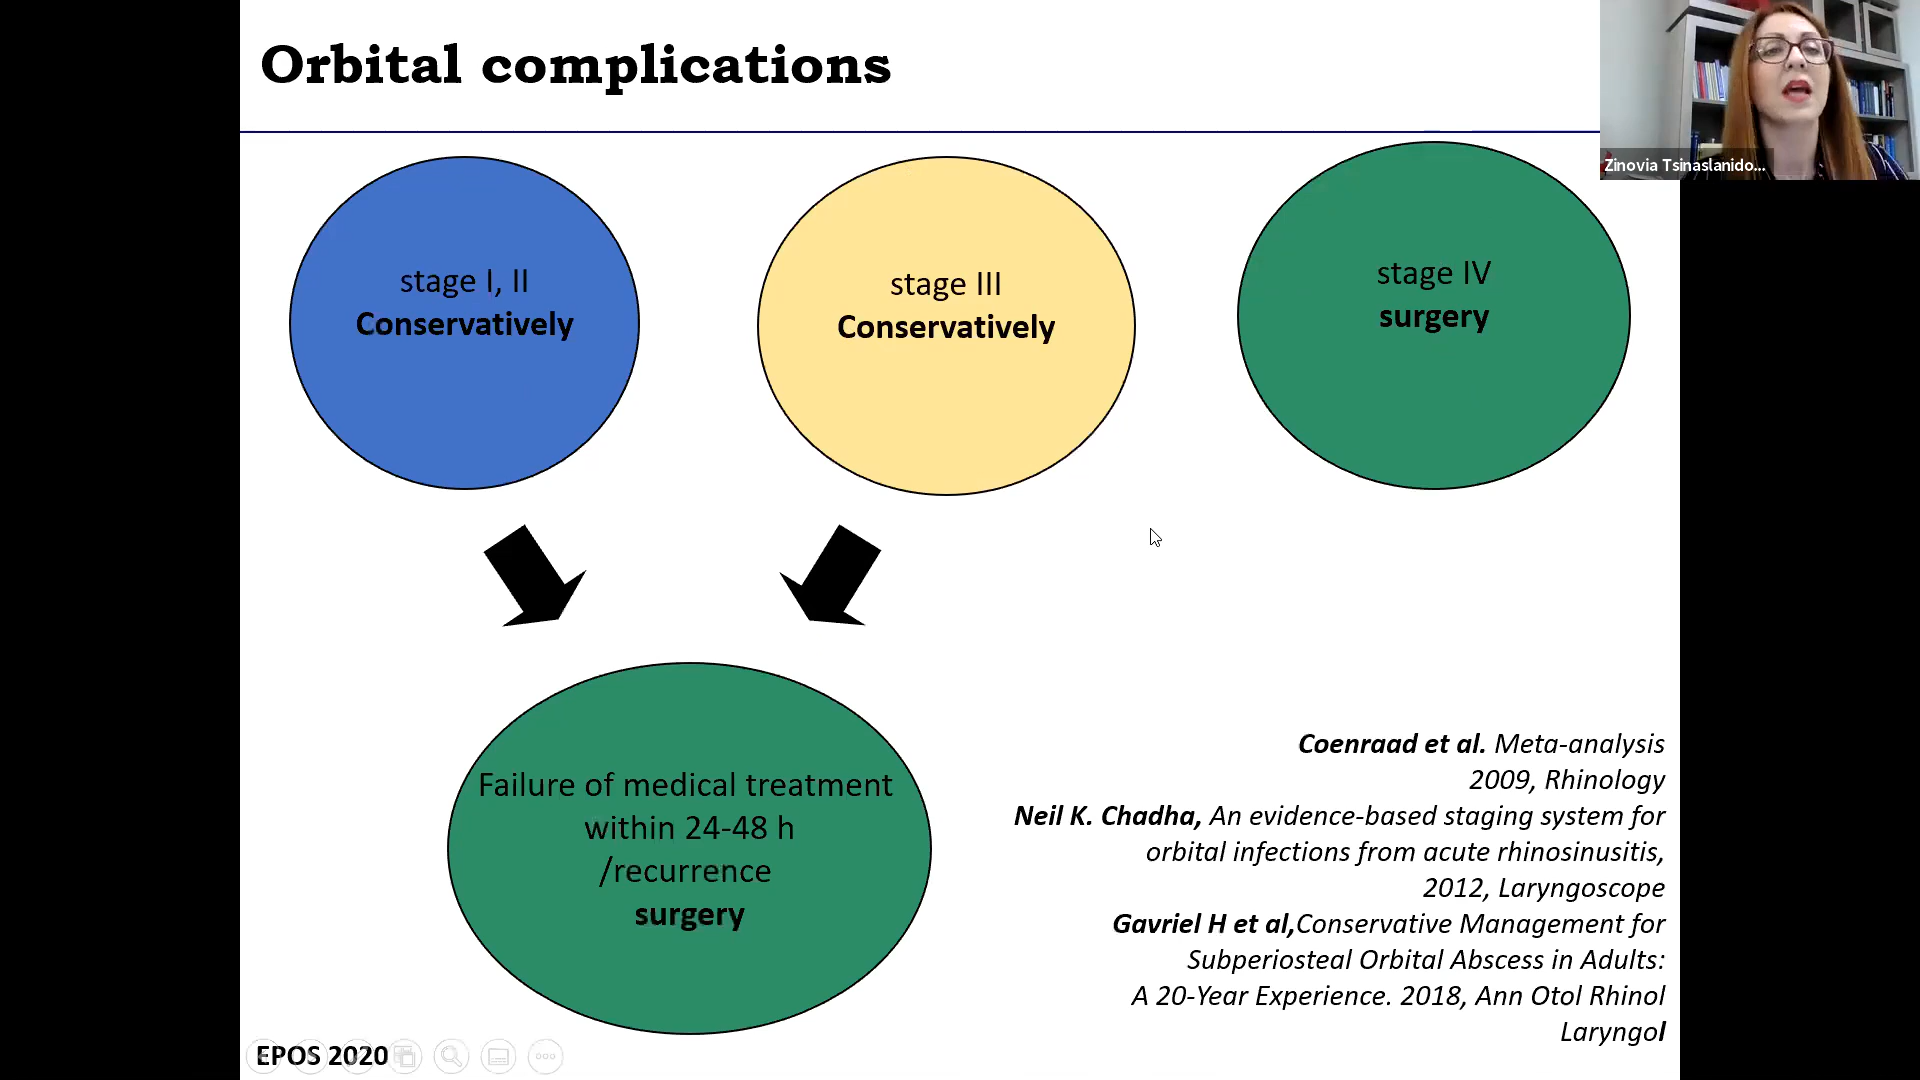 Orbital complications
Zinovia Tsinaslanido...
stage I, II
Conservatively
stage III
Conservatively
stage IV
surgery
Failure of medical treatment
within 24-48 h
/recurrence
surgery
Coenraad et al. Meta-analysis
2009, Rhinology
Neil K. Chadha, An evidence-based staging system for
orbital infections from acute rhinosinusitis,
2012, Laryngoscope
Gavriel H et al,Conservative Management for
Subperiosteal Orbital Abscess in Adults:
A 20-Year Experience. 2018, Ann Otol Rhinol
Laryngol
EPOS 2020